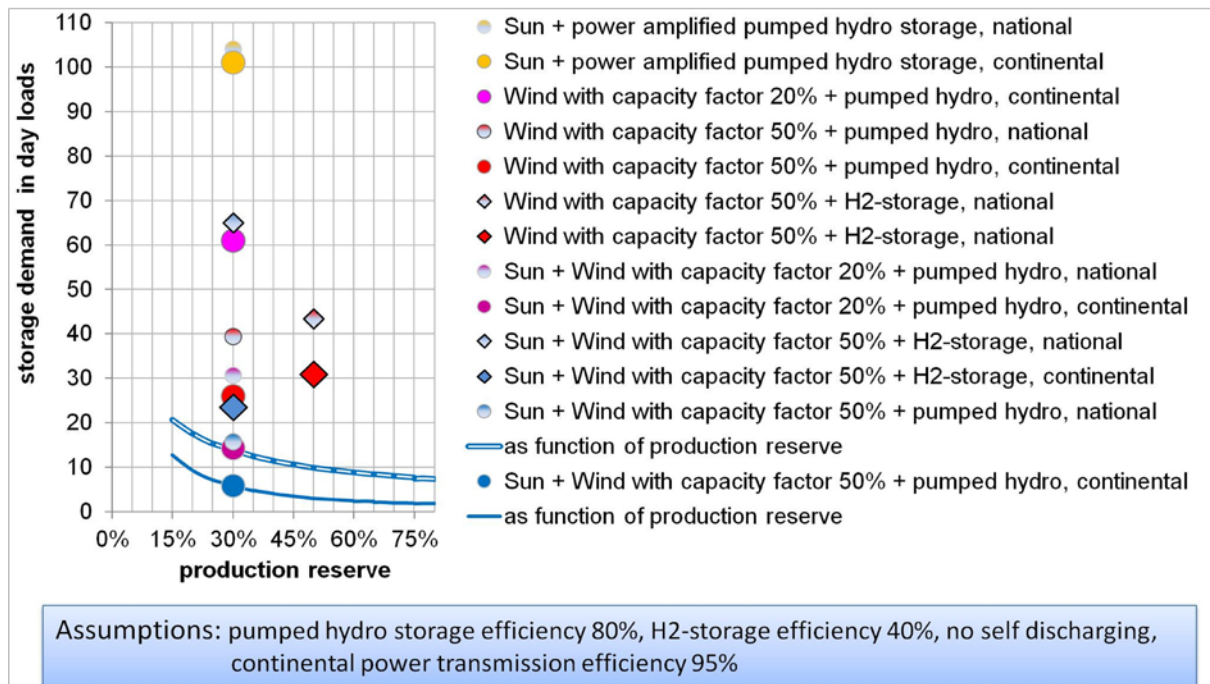 storage demand in day loads
110
100
90
80
70
60
50
40
30
20
10
0
0% 15% 30% 45% 60% 75%
production reserve
Sun + power amplified pumped hydro storage, national
Sun + power amplified pumped hydro storage, continental
Wind with capacity factor 20% + pumped hydro, continental
Wind with capacity factor 50% + pumped hydro, national
Wind with capacity factor 50% + pumped hydro, continental
Wind with capacity factor 50% + H2-storage, national
Wind with capacity factor 50% + H2-storage, national
Sun + Wind with capacity factor 20% + pumped hydro, national
Sun + Wind with capacity factor 20% + pumped hydro, continental
Sun + Wind with capacity factor 50% + H2-storage, national
Sun + Wind with capacity factor 50% + H2-storage, continental
Sun + Wind with capacity factor 50% + pumped hydro, national
as function of production reserve
Sun + Wind with capacity factor 50% + pumped hydro, continental
as function of production reserve
Assumptions: pumped hydro storage efficiency 80%, H2-storage efficiency 40%, no self discharging,
continental power transmission efficiency 95%